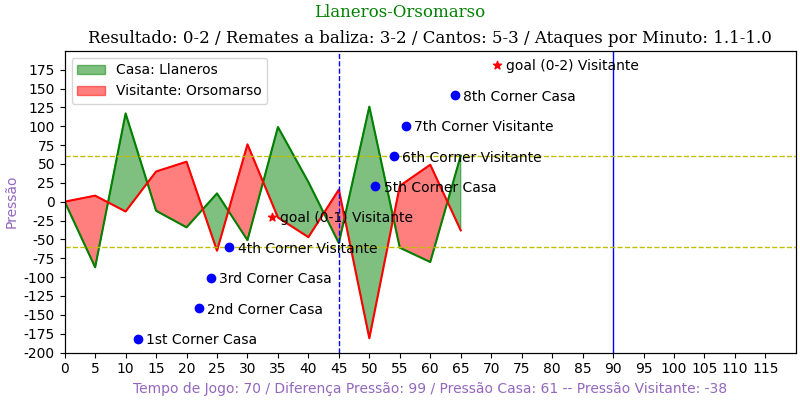 Llaneros-Orsomarso
Resultado: 0-2 / Remates a baliza: 3-2 / Cantos: 5-3 / Ataques por Minuto: 1.1-1.0
Casa: Llaneros
Visitante: Orsomarso
goal (0-2) Visitante
8th Corner Casa
7th Corner Visitante
6th Corner Visitante
5th Corner Casa
goal (0-1) Visitante
4th Corner Visitante
3rd Corner Casa
2nd Corner Casa
1st Corner Casa
Pressão
175
150
125
100
75
50
25
0
-25
-50
-75
-100
-125
-150
-175
-200
0 5 10 15 20 25 30 35 40 45 50 55 60 65 70 75 80 85 90 95 100 105 110 115
Tempo de Jogo: 70 / Diferença Pressão: 99 / Pressão Casa: 61 -- Pressão Visitante: -38